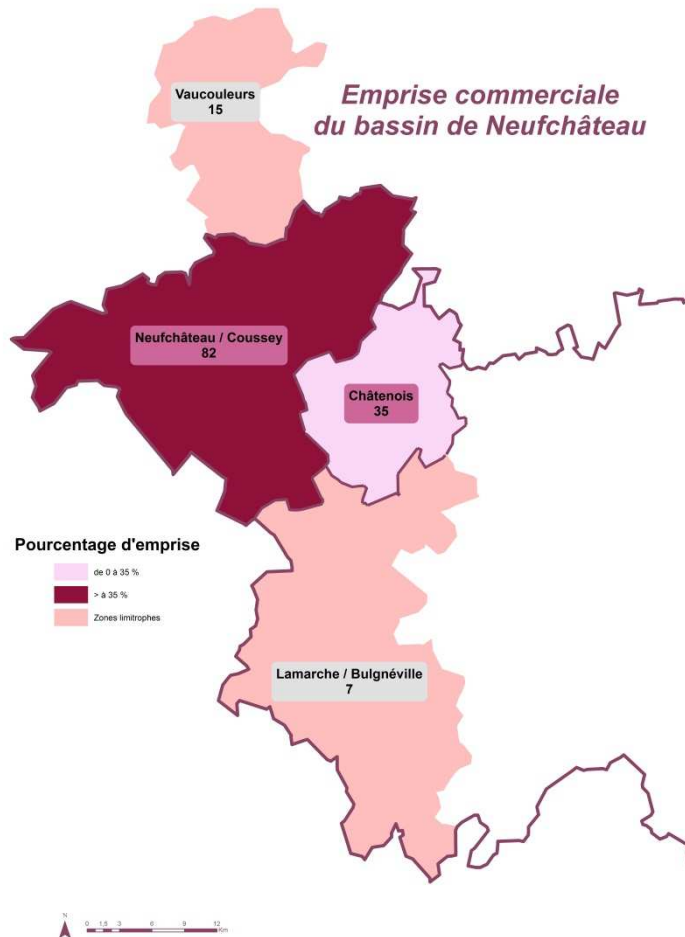 Emprise commerciale
du bassin de Neufchâteau
Vaucouleurs
15
Neufchâteau / Coussey
82
Châtenois
35
Pourcentage d'emprise
de 0 à 35 %
> à 35 %
Zones limitrophes
Lamarche / Bulgnéville
7
N
0 1,5 3 6 9 12
Km